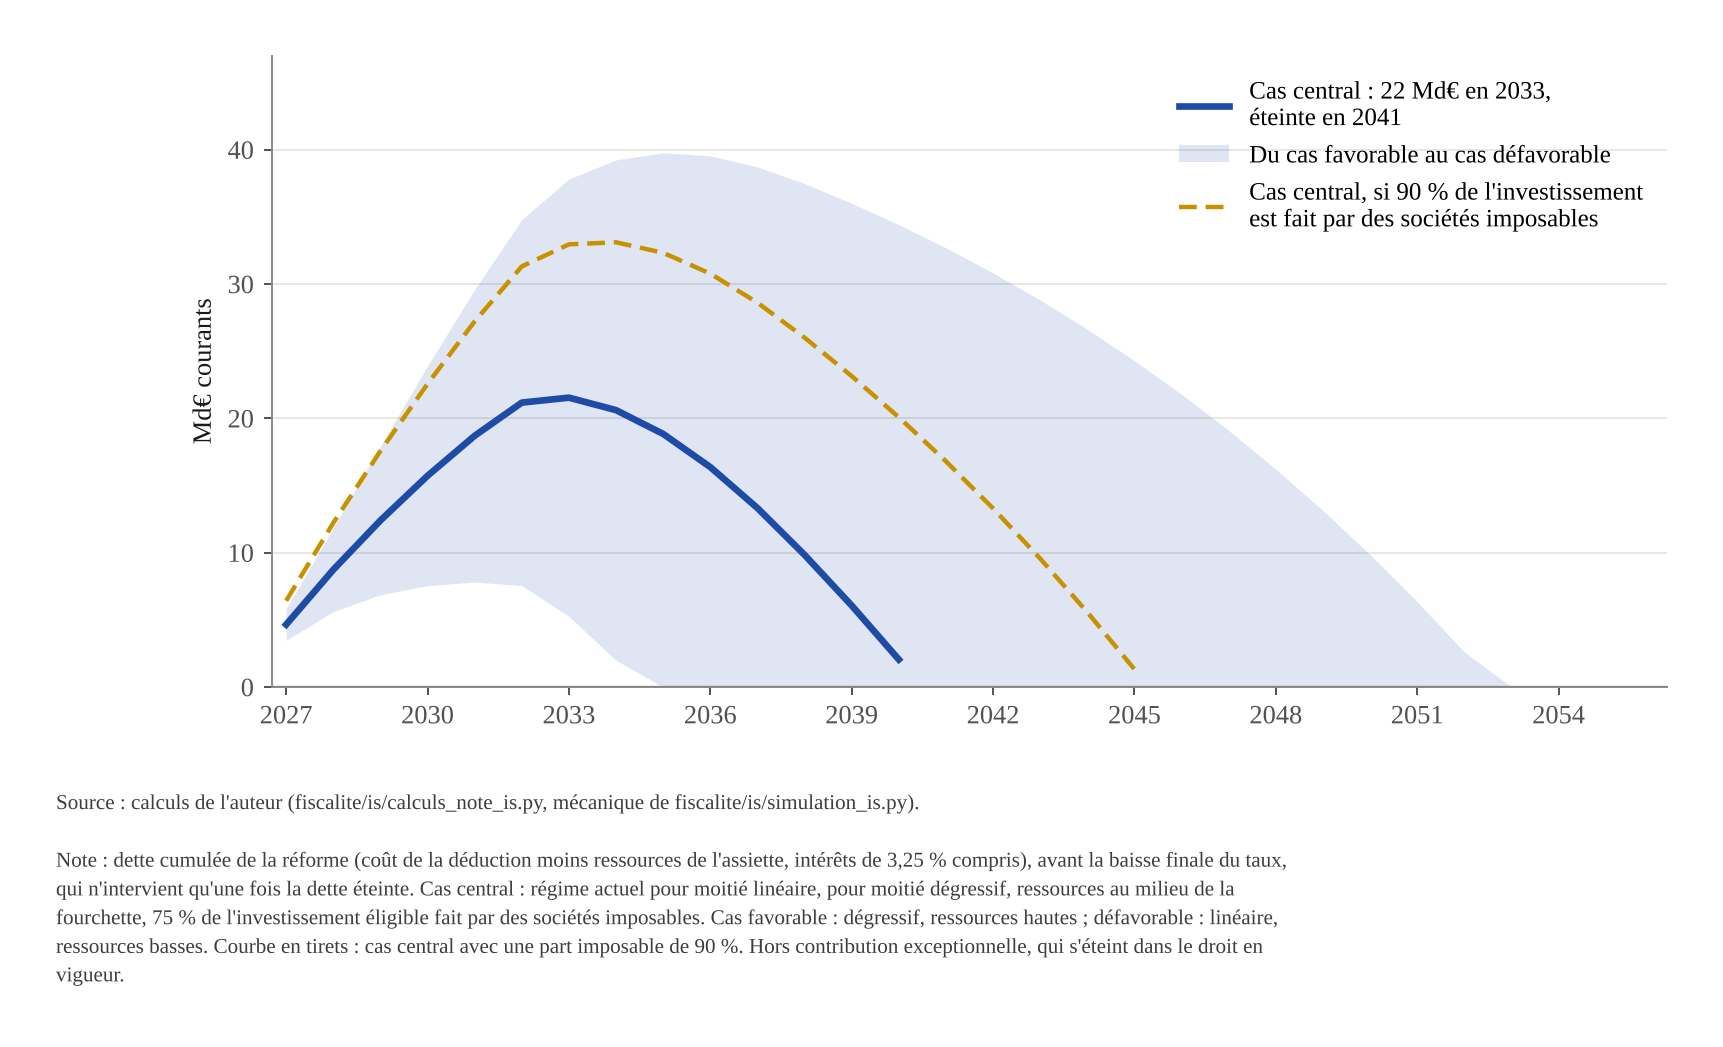 Cas central : 22 Md€ en 2033,
éteinte en 2041
Du cas favorable au cas défavorable
Cas central, si 90 % de l'investissement
est fait par des sociétés imposables
Md€ courants
40
30
20
10
0
2027 2030 2033 2036 2039 2042 2045 2048 2051 2054
Source : calculs de l'auteur (fiscalite/is/calculs_note_is.py, mécanique de fiscalite/is/simulation_is.py).
Note : dette cumulée de la réforme (coût de la déduction moins ressources de l'assiette, intérêts de 3,25 % compris), avant la baisse finale du taux,
qui n'intervient qu'une fois la dette éteinte. Cas central : régime actuel pour moitié linéaire, pour moitié dégressif, ressources au milieu de la
fourchette, 75 % de l'investissement éligible fait par des sociétés imposables. Cas favorable : dégressif, ressources hautes ; défavorable : linéaire,
ressources basses. Courbe en tirets : cas central avec une part imposable de 90 %. Hors contribution exceptionnelle, qui s'éteint dans le droit en
vigueur.